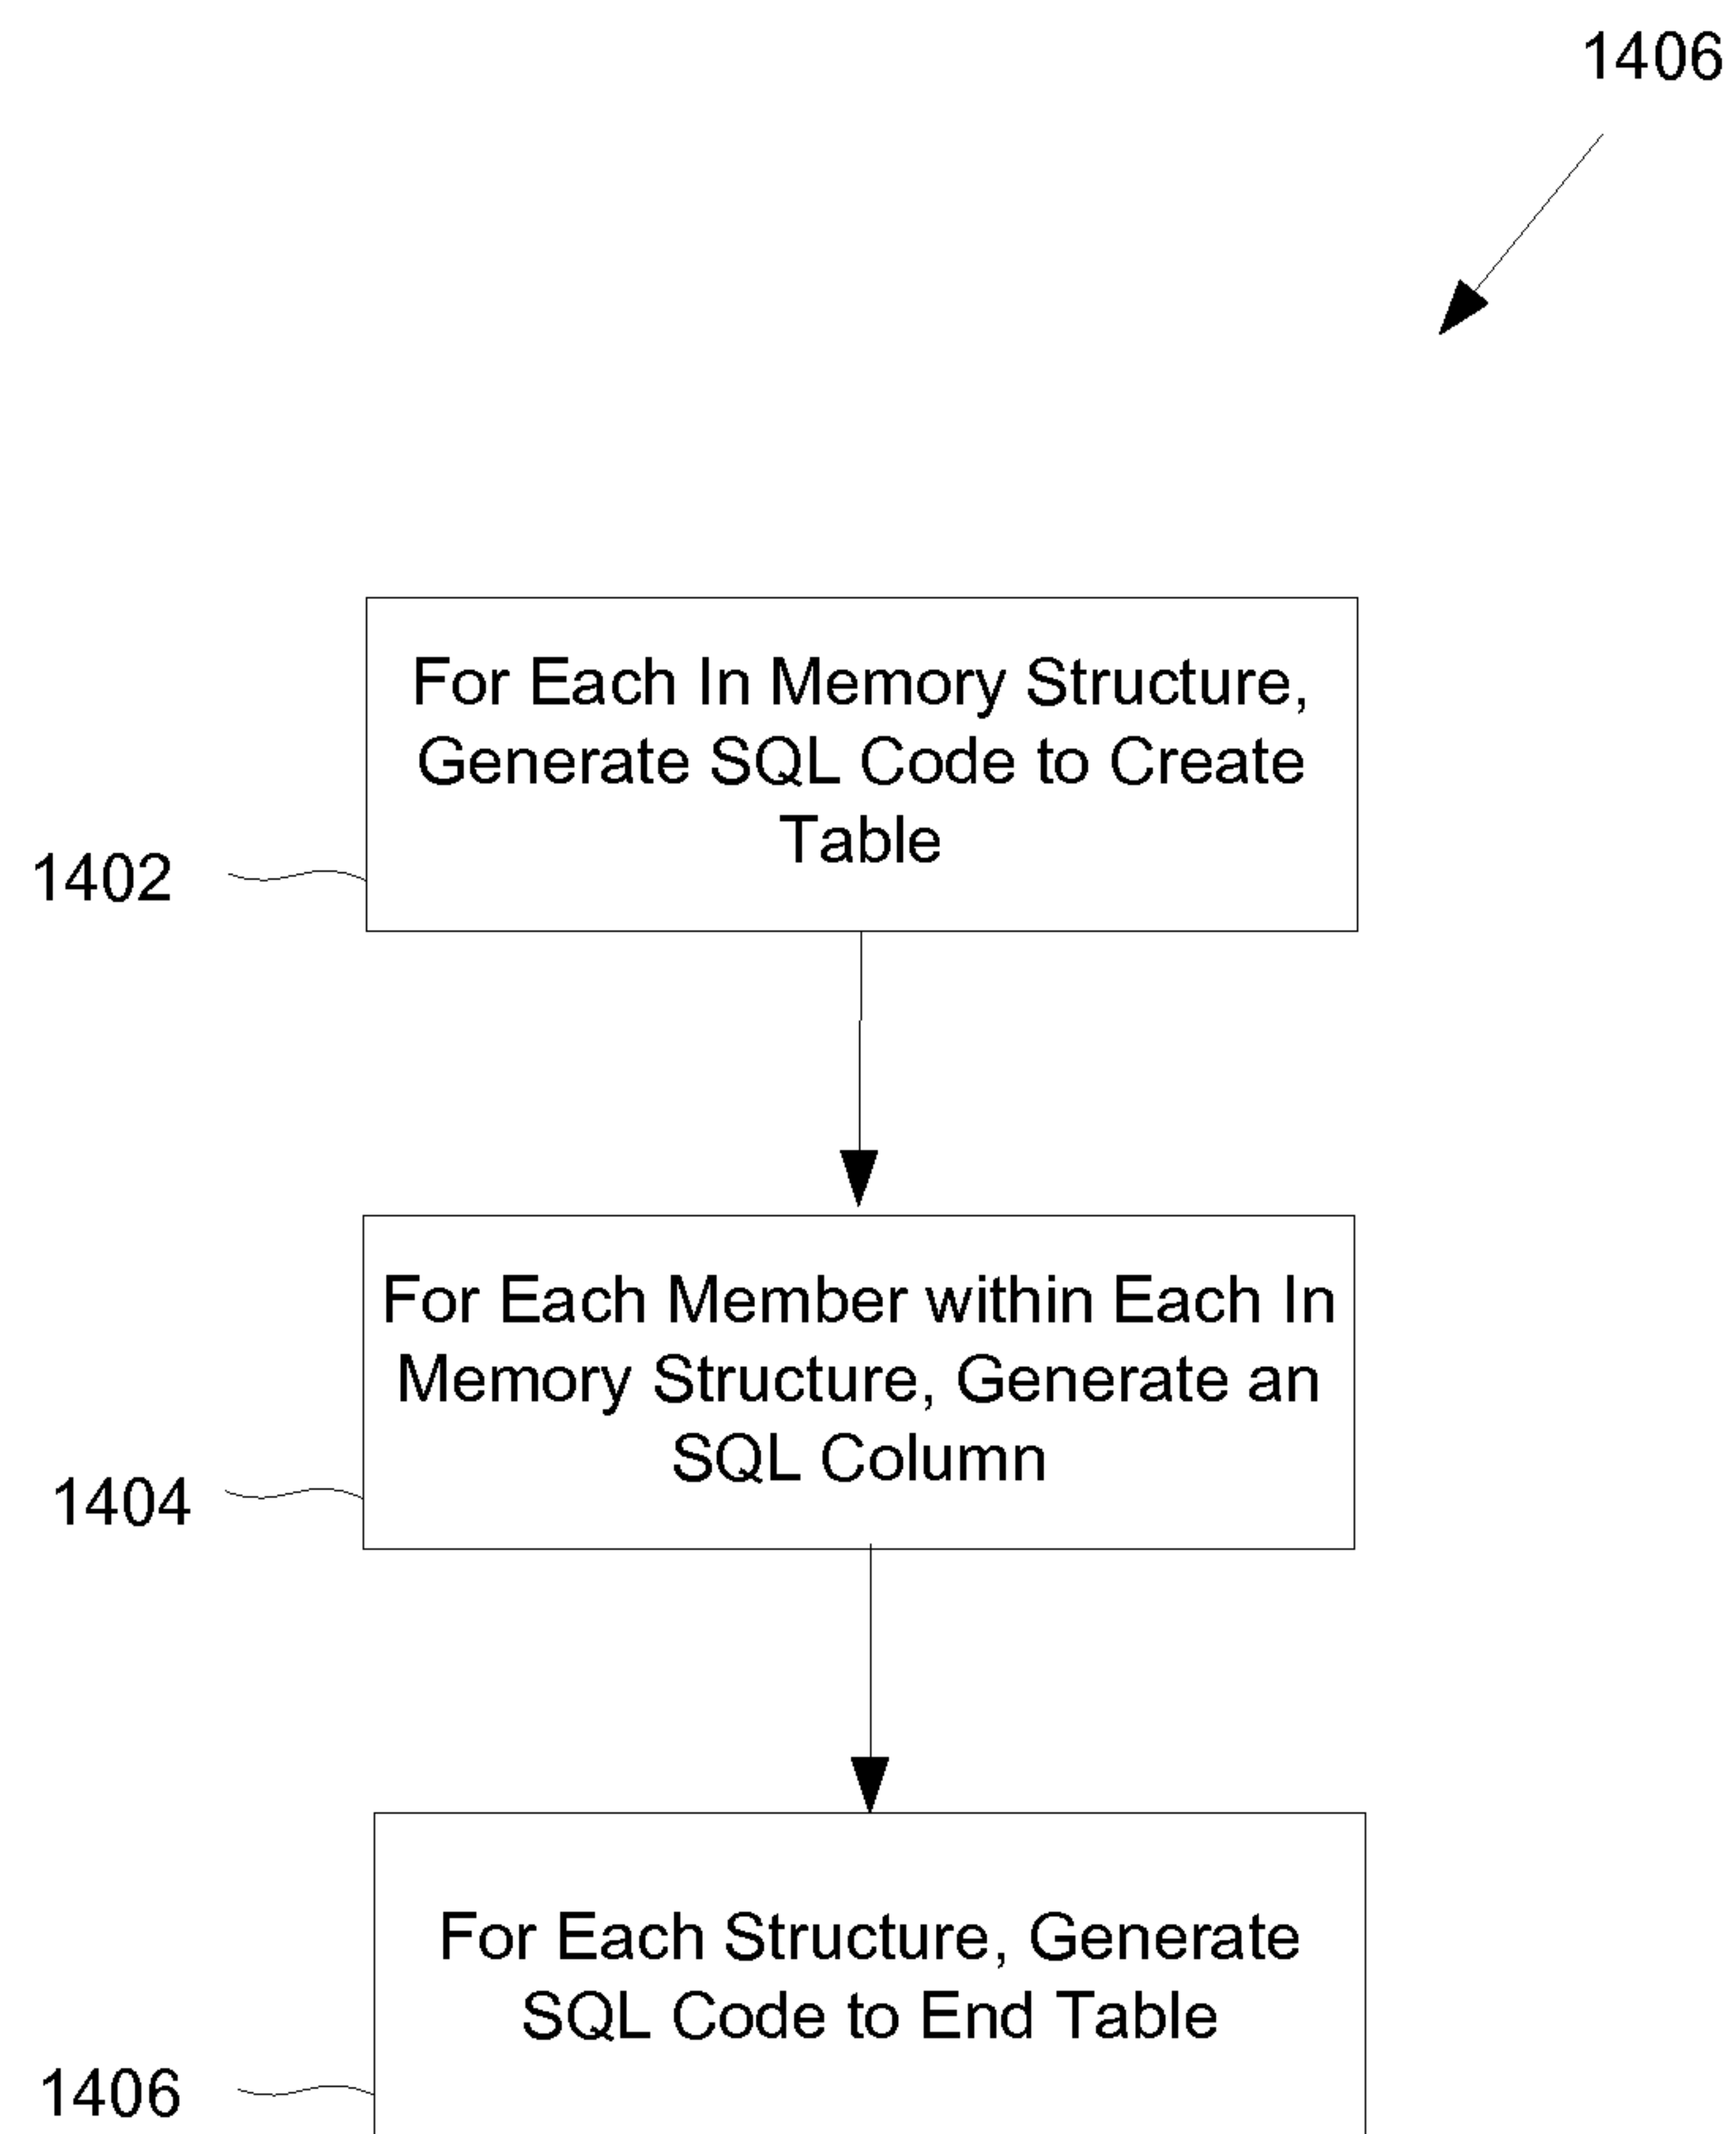 1406
For Each In Memory Structure,
Generate SQL Code to Create
Table
1402
For Each Member within Each In
Memory Structure, Generate an
SQL Column
1404
For Each Structure, Generate
SQL Code to End Table
1406